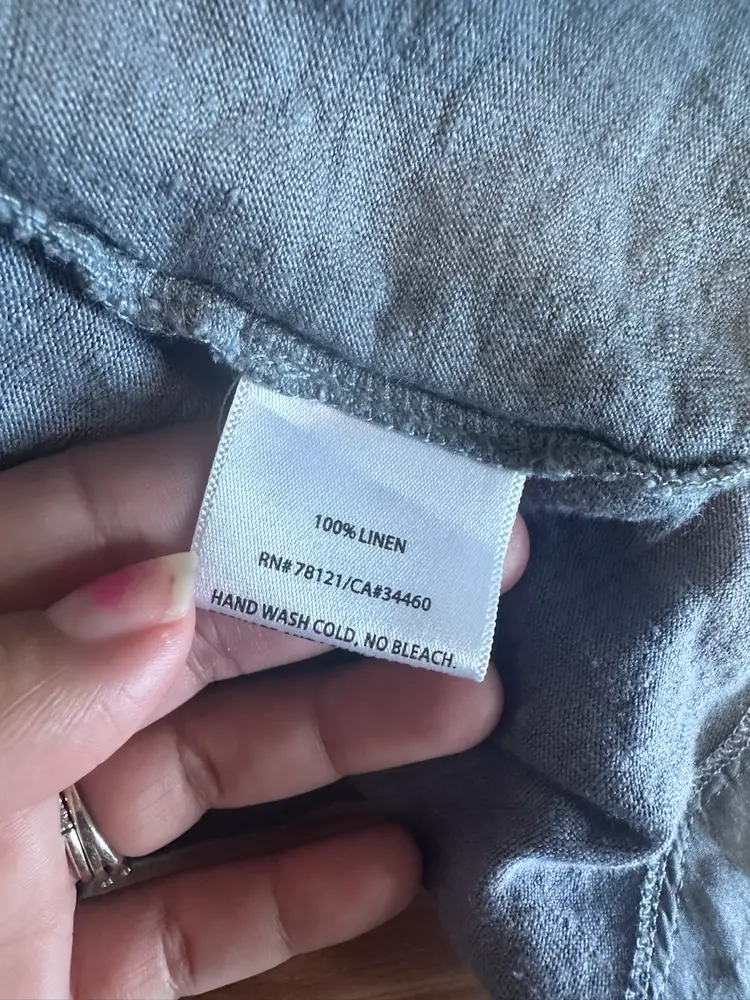 100% LINEN
RN# 78121/CA#34460
HAND WASH COLD, NO BLEACH.